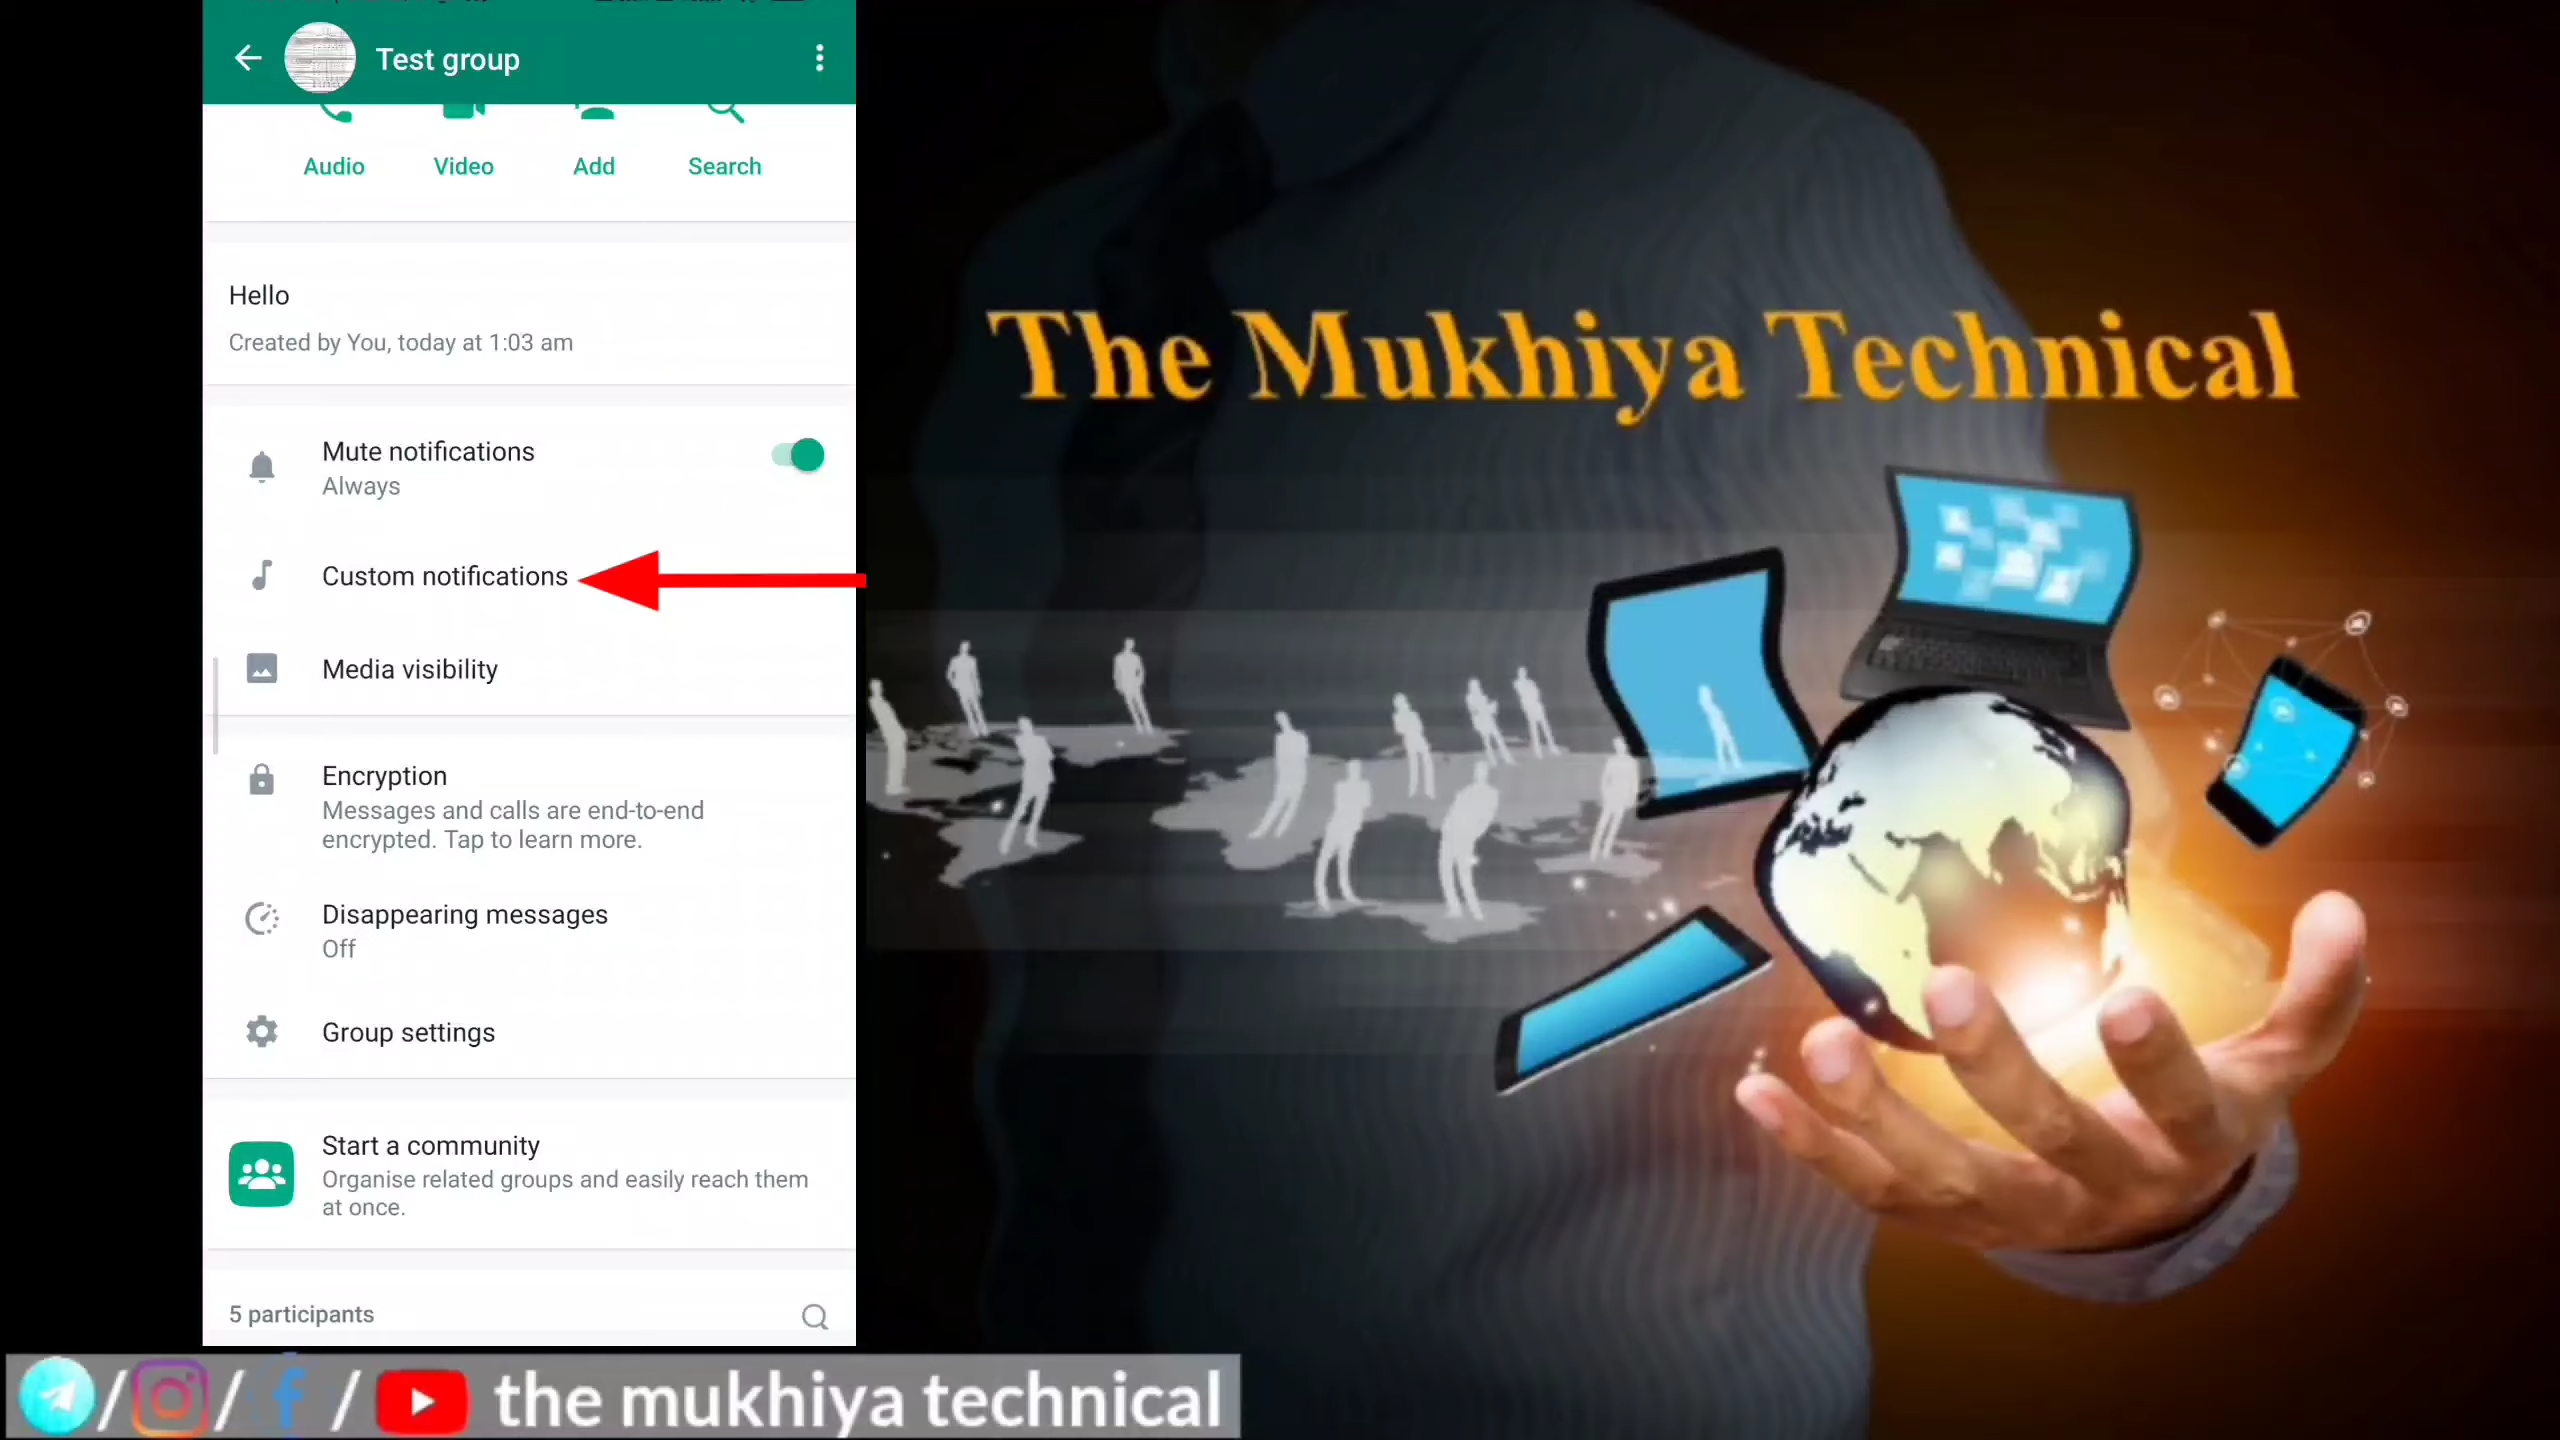 Test group
Audio Video Add Search
Hello
Created by You, today at 1:03 am
Mute notifications
Always
Custom notifications
Media visibility
Encryption
Messages and calls are end-to-end
encrypted. Tap to learn more.
Disappearing messages
Off
Group settings
Start a community
Organise related groups and easily reach them
at once.
5 participants
The Mukhiya Technical
the mukhiya technical